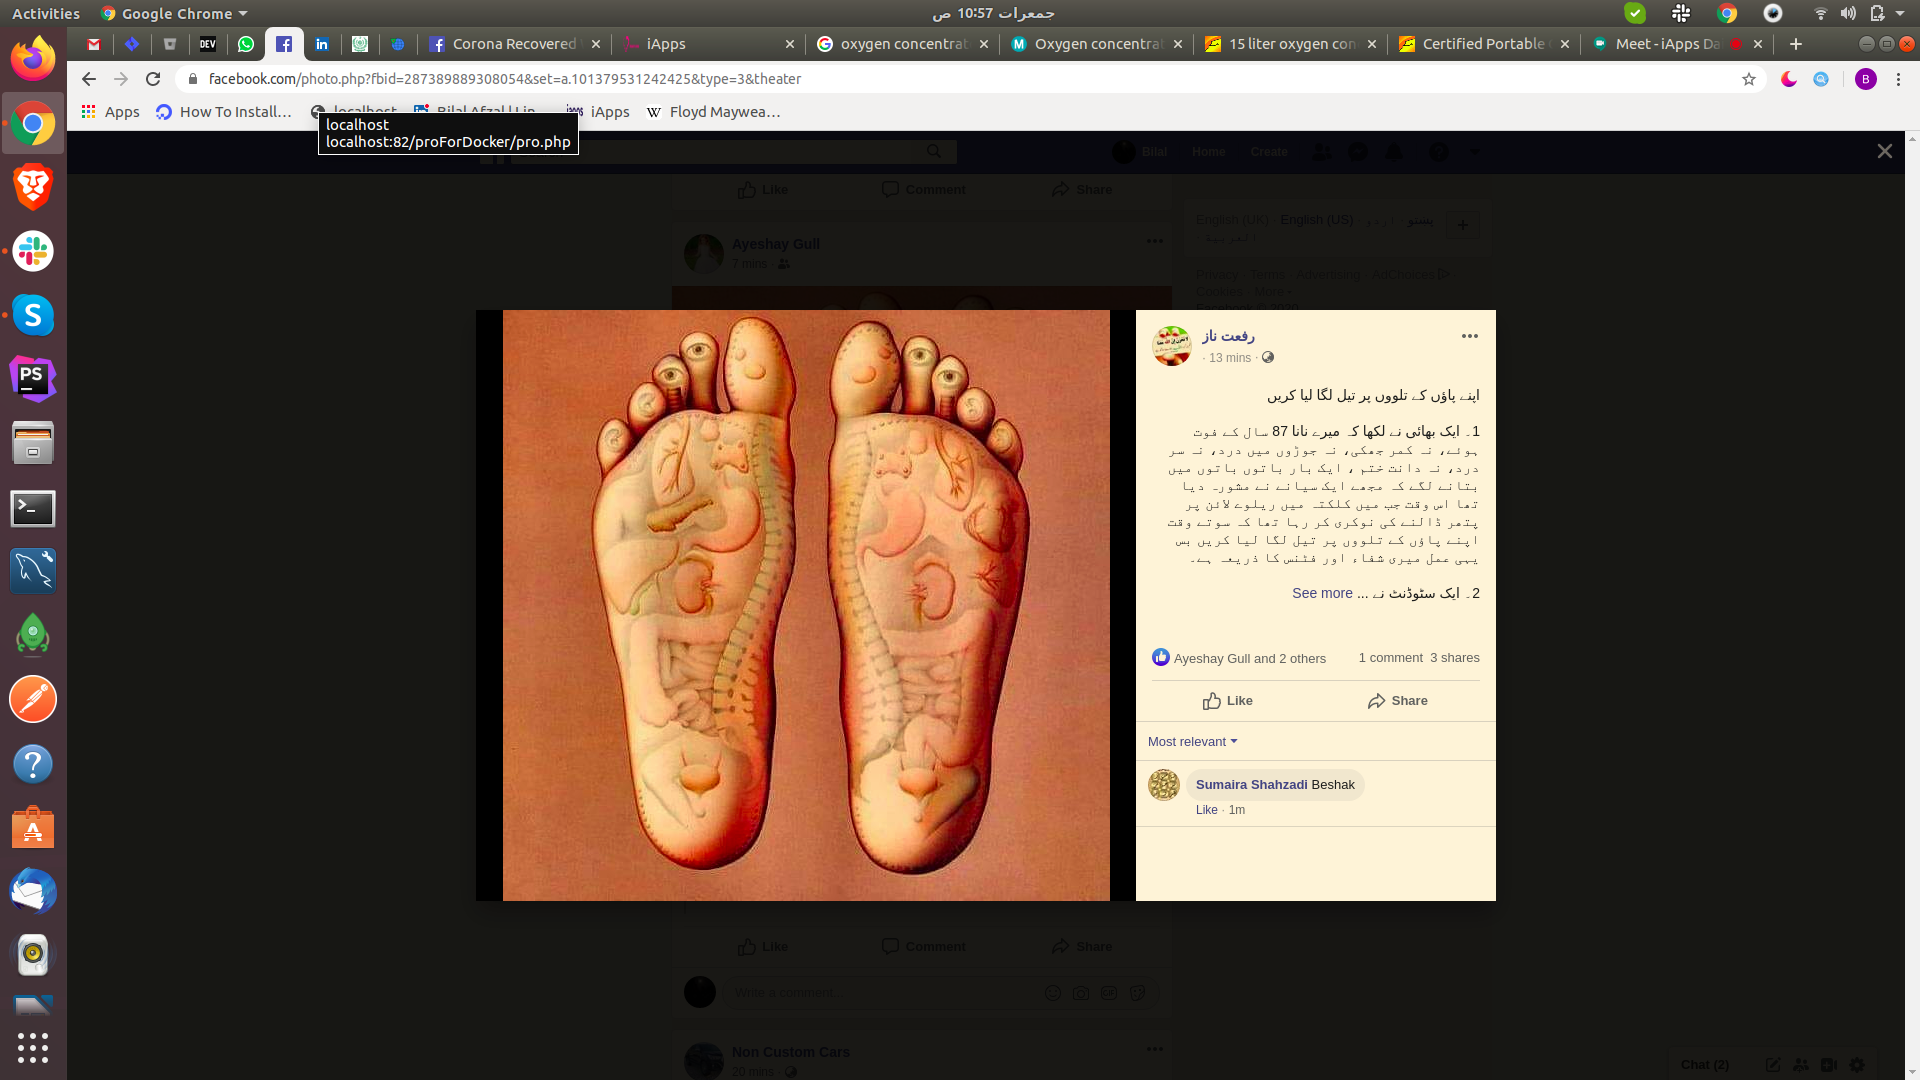 Activities
Google Chrome
جمعرات 10:57 ص
DEV
Corona Recovered
iApps
oxygen concentrat
Oxygen concentra
15 liter oxygen con
Certified Portable
Meet - iApps Da
facebook.com/photo.php?fbid=287389889308054&set=a.101379531242425&type=3&theater
B
Apps
How To Install…
localhost
Bilal Afzal | Lin…
iApps
Floyd Maywea…
localhost
localhost:82/proForDocker/pro.php
Bilal
Home
Create
Like
Comment
Share
English (UK)
English (US)
اردو
پښتو
العربية
Ayeshay Gull
7 mins
Privacy · Terms · Advertising · AdChoices
Cookies · More
Facebook © 2020
رفعت ناز
· 13 mins ·
اپنے پاؤں کے تلووں پر تیل لگا لیا کریں
1۔ ایک بھائی نے لکھا کہ میرے نانا 87 سال کے فوت
ہوئے، نہ کمر جھکی، نہ جوڑوں میں درد، نہ سر
درد، نہ دانت ختم ، ایک بار باتوں باتوں میں
بتانے لگے کہ مجھے ایک سیانے نے مشورہ دیا
تھا اس وقت جب میں کلکتہ میں ریلوے لائن پر
پتھر ڈالنے کی نوکری کر رہا تھا کہ سوتے وقت
اپنے پاؤں کے تلووں پر تیل لگا لیا کریں بس
یہی عمل میری شفاء اور فٹنس کا ذریعہ ہے۔
2۔ ایک سٹوڈنٹ نے ... See more
Ayeshay Gull and 2 others
1 comment 3 shares
Like
Share
Most relevant
Sumaira Shahzadi Beshak
Like · 1m
Like
Comment
Share
Write a comment...
Non Custom Cars
20 mins
Chat (2)
PS